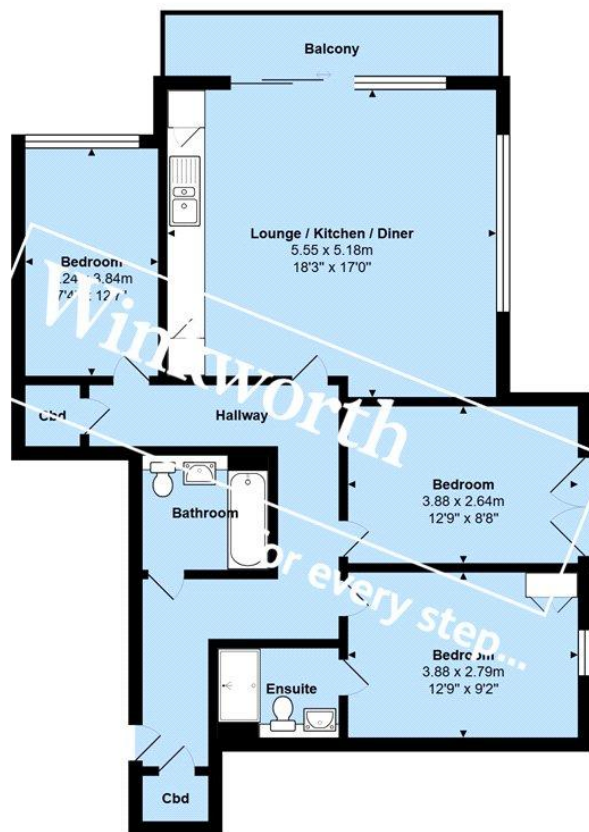 Balcony
Lounge / Kitchen / Diner
5.55 x 5.18m
18'3" x 17'0"
Bedroom
3.84m
Cbd
Hallway
Winkworth
Bathroom
Bedroom
3.88 x 2.64m
12'9" x 8'8"
for every step...
Bedroom
3.88 x 2.79m
12'9" x 9'2"
Ensuite
Cbd